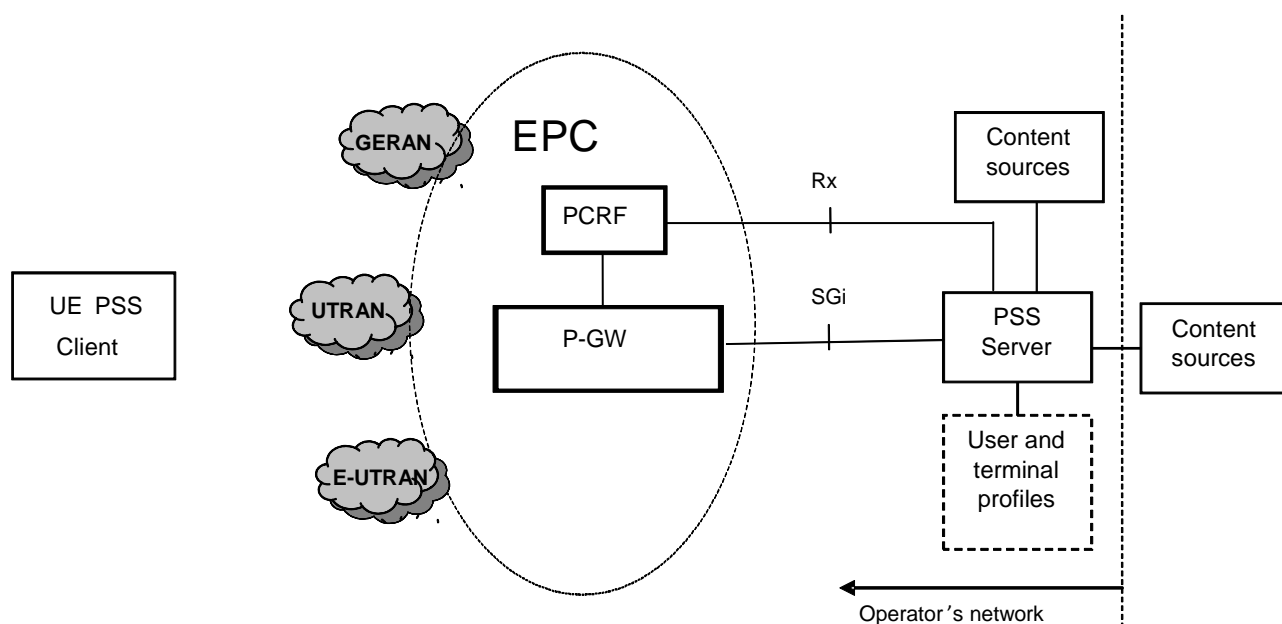 GERAN
EPC
Content
sources
Rx
PCRF
UE PSS
Client
UTRAN
SGi
P-GW
PSS
Server
Content
sources
E-UTRAN
User and
terminal
profiles
Operator’s network